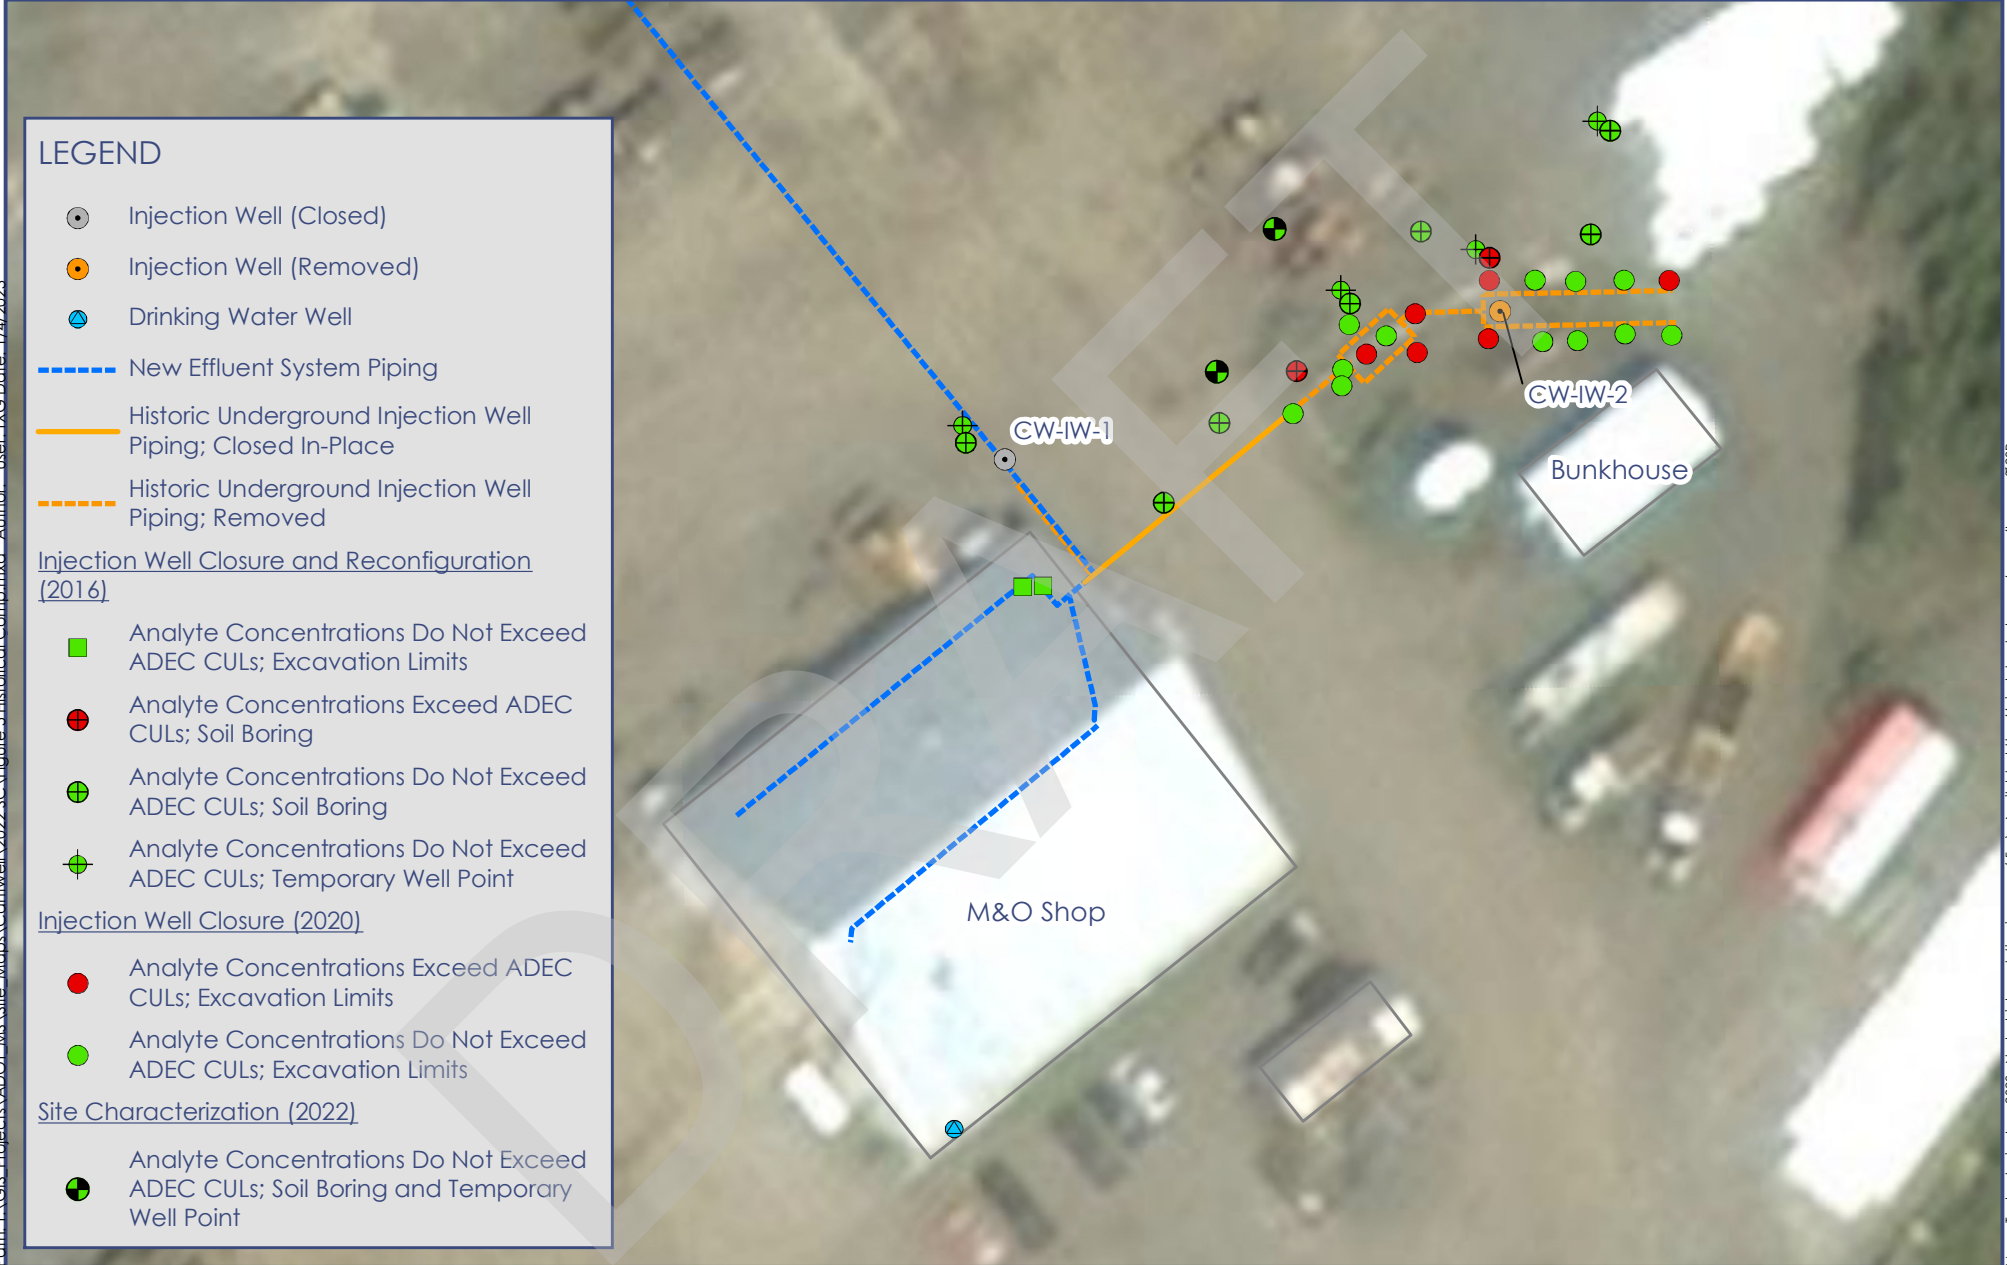 LEGEND
Injection Well (Closed)
Injection Well (Removed)
Drinking Water Well
New Effluent System Piping
Historic Underground Injection Well
Piping; Closed In-Place
Historic Underground Injection Well
Piping; Removed
Injection Well Closure and Reconfiguration
(2016)
Analyte Concentrations Do Not Exceed
ADEC CULs; Excavation Limits
Analyte Concentrations Exceed ADEC
CULs; Soil Boring
Analyte Concentrations Do Not Exceed
ADEC CULs; Soil Boring
Analyte Concentrations Do Not Exceed
ADEC CULs; Temporary Well Point
Injection Well Closure (2020)
Analyte Concentrations Exceed ADEC
CULs; Excavation Limits
Analyte Concentrations Do Not Exceed
ADEC CULs; Excavation Limits
Site Characterization (2022)
Analyte Concentrations Do Not Exceed
ADEC CULs; Soil Boring and Temporary
Well Point
CW-IW-1
CW-IW-2
Bunkhouse
M&O Shop
DRAFT